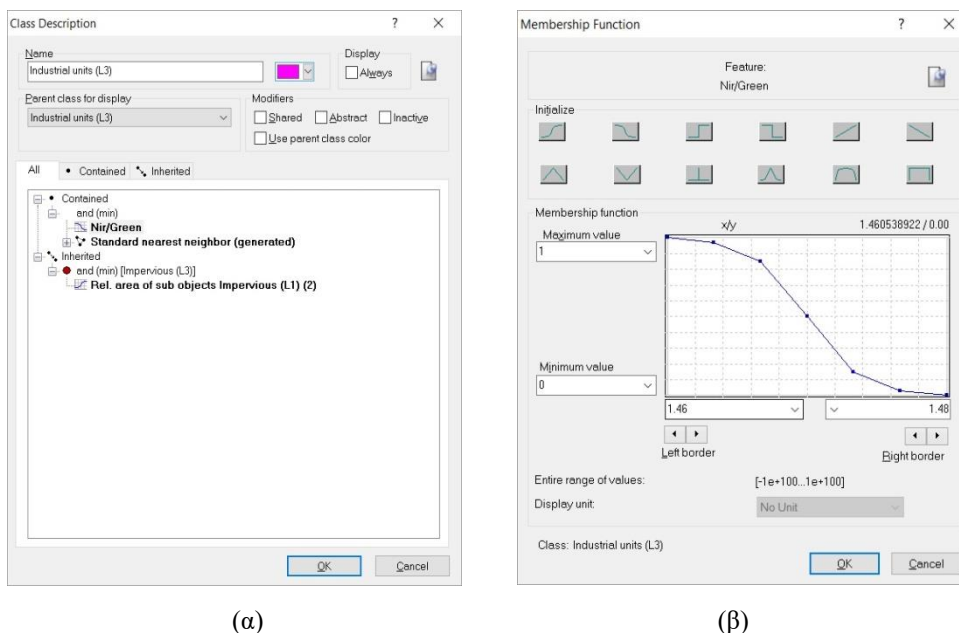 Class Description ? ×
Name
Industrial units (L3)
Display
Always
Parent class for display
Industrial units (L3)
Modifiers
Shared Abstract Inactive
Use parent class color
All • Contained Inherited
Contained
and (min)
Nir/Green
Standard nearest neighbor (generated)
Inherited
and (min) [Impervious (L3)]
Rel. area of sub objects Impervious (L1) (2)
OK Cancel
(α)
Membership Function ? ×
Feature:
Nir/Green
Initialize
Membership function
Maximum value
1
x/y 1.460538922 / 0.00
Minimum value
0
1.46 1.48
Left border Right border
Entire range of values: [-1e+100...1e+100]
Display unit: No Unit
Class: Industrial units (L3)
OK Cancel
(β)